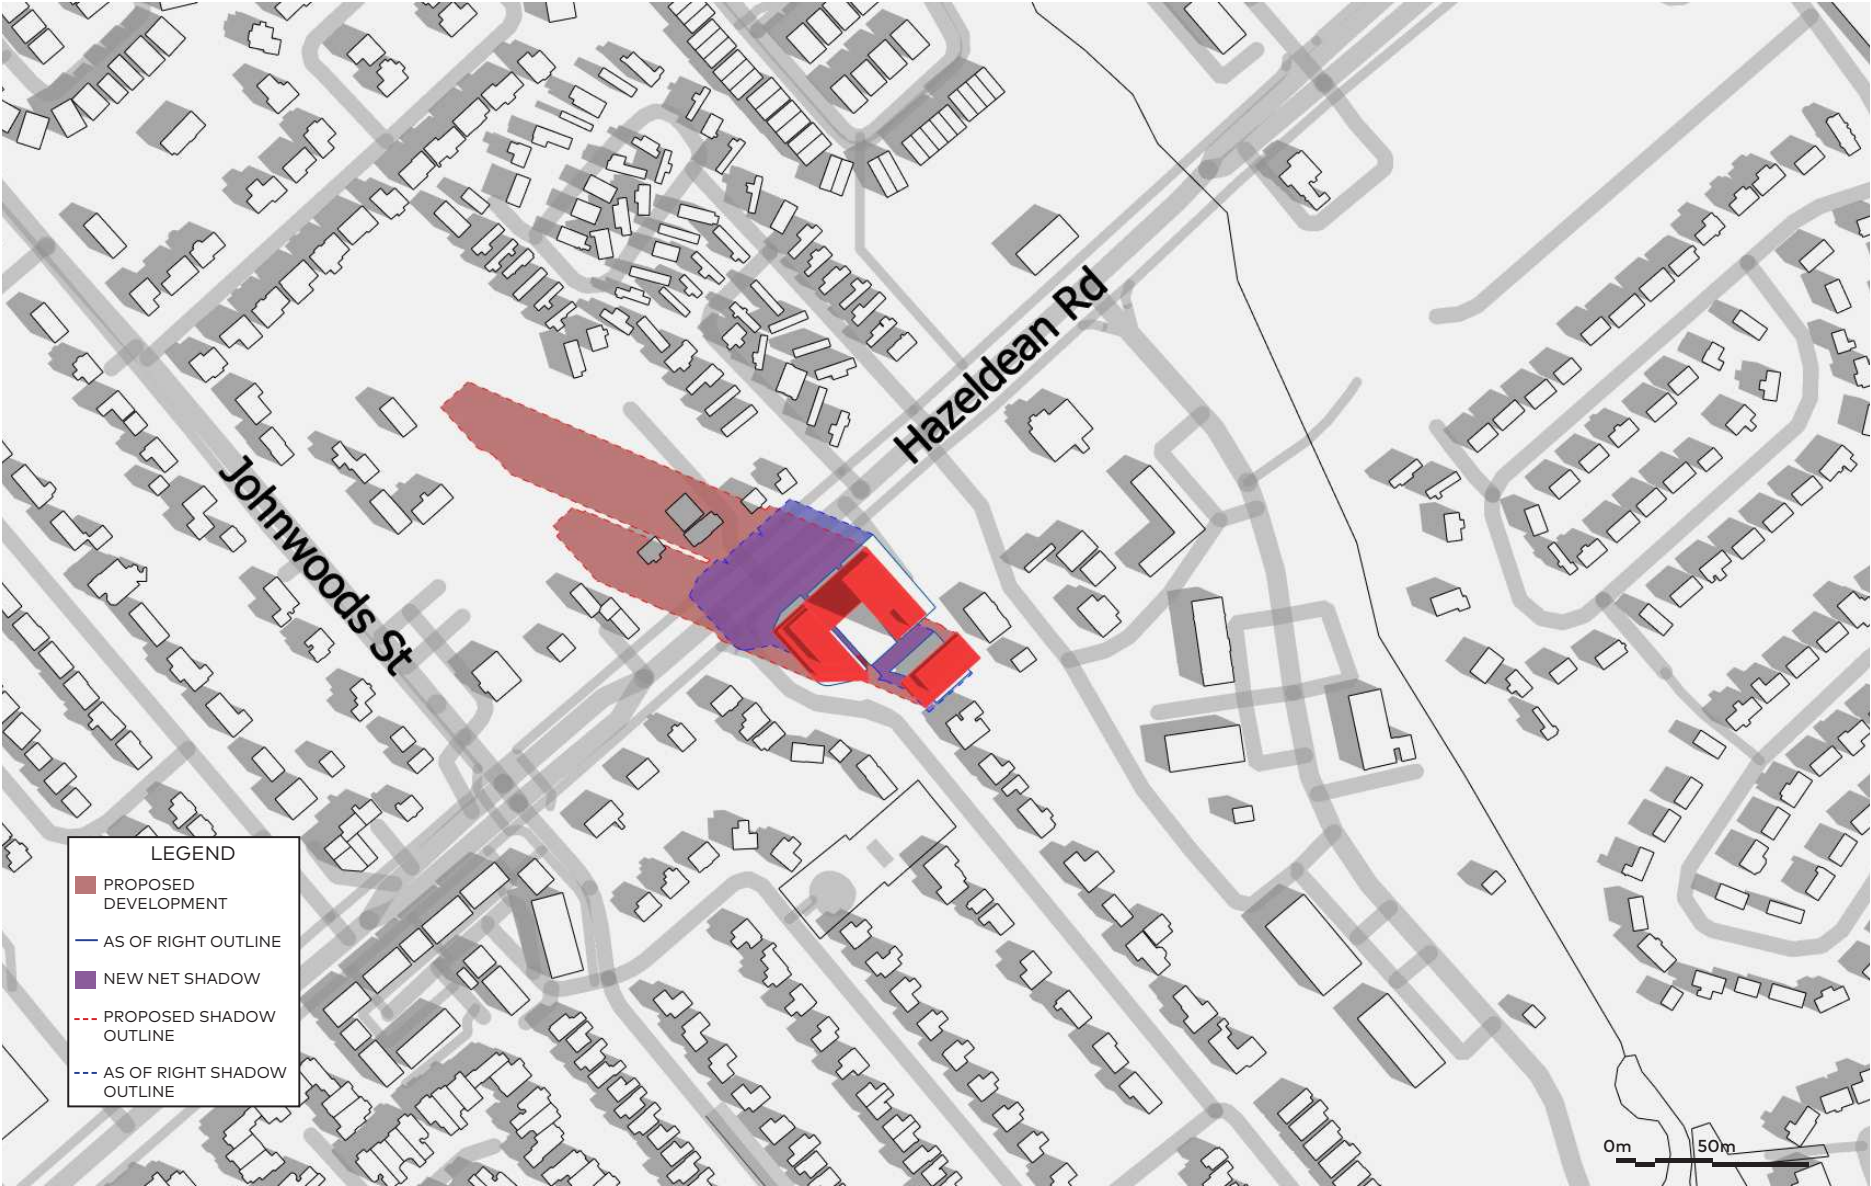 Hazeldean Rd
Johnwoods St
LEGEND
PROPOSED
DEVELOPMENT
AS OF RIGHT OUTLINE
NEW NET SHADOW
PROPOSED SHADOW
OUTLINE
AS OF RIGHT SHADOW
OUTLINE
0m 50m